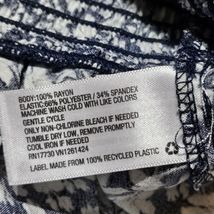 BODY:100% RAYON
ELASTIC:66% POLYESTER / 34% SPANDEX
MACHINE WASH COLD WITH LIKE COLORS
GENTLE CYCLE
ONLY NON-CHLORINE BLEACH IF NEEDED
TUMBLE DRY LOW, REMOVE PROMPTLY
COOL IRON IF NEEDED
RN17730 VN1261424
LABEL MADE FROM 100% RECYCLED PLASTIC